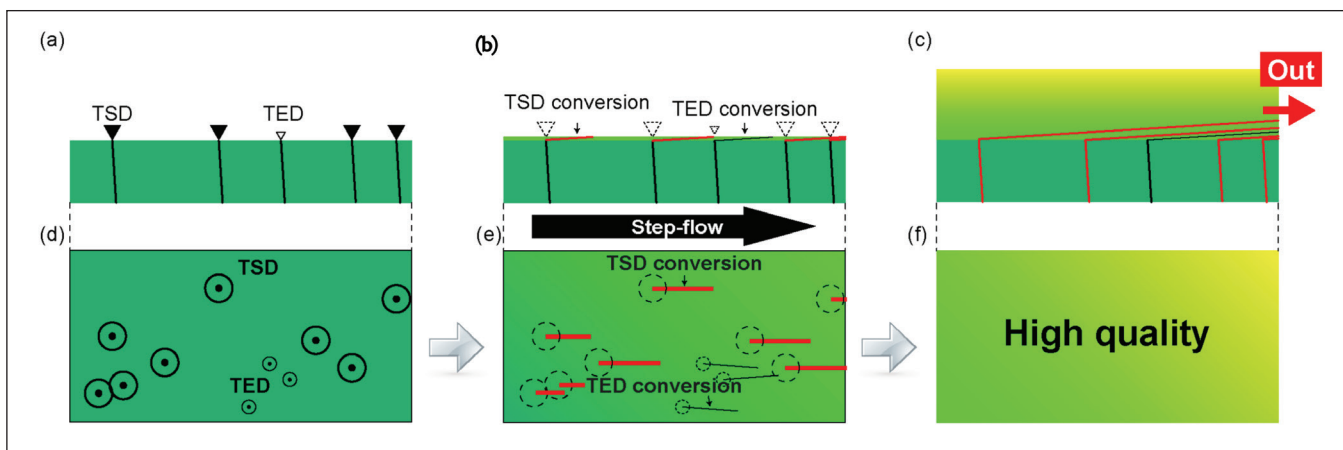 (a)
TSD
TED
(b)
TSD conversion
TED conversion
(c)
Out
Step-flow
(d)
TSD
TED
(e)
TSD conversion
TED conversion
(f)
High quality